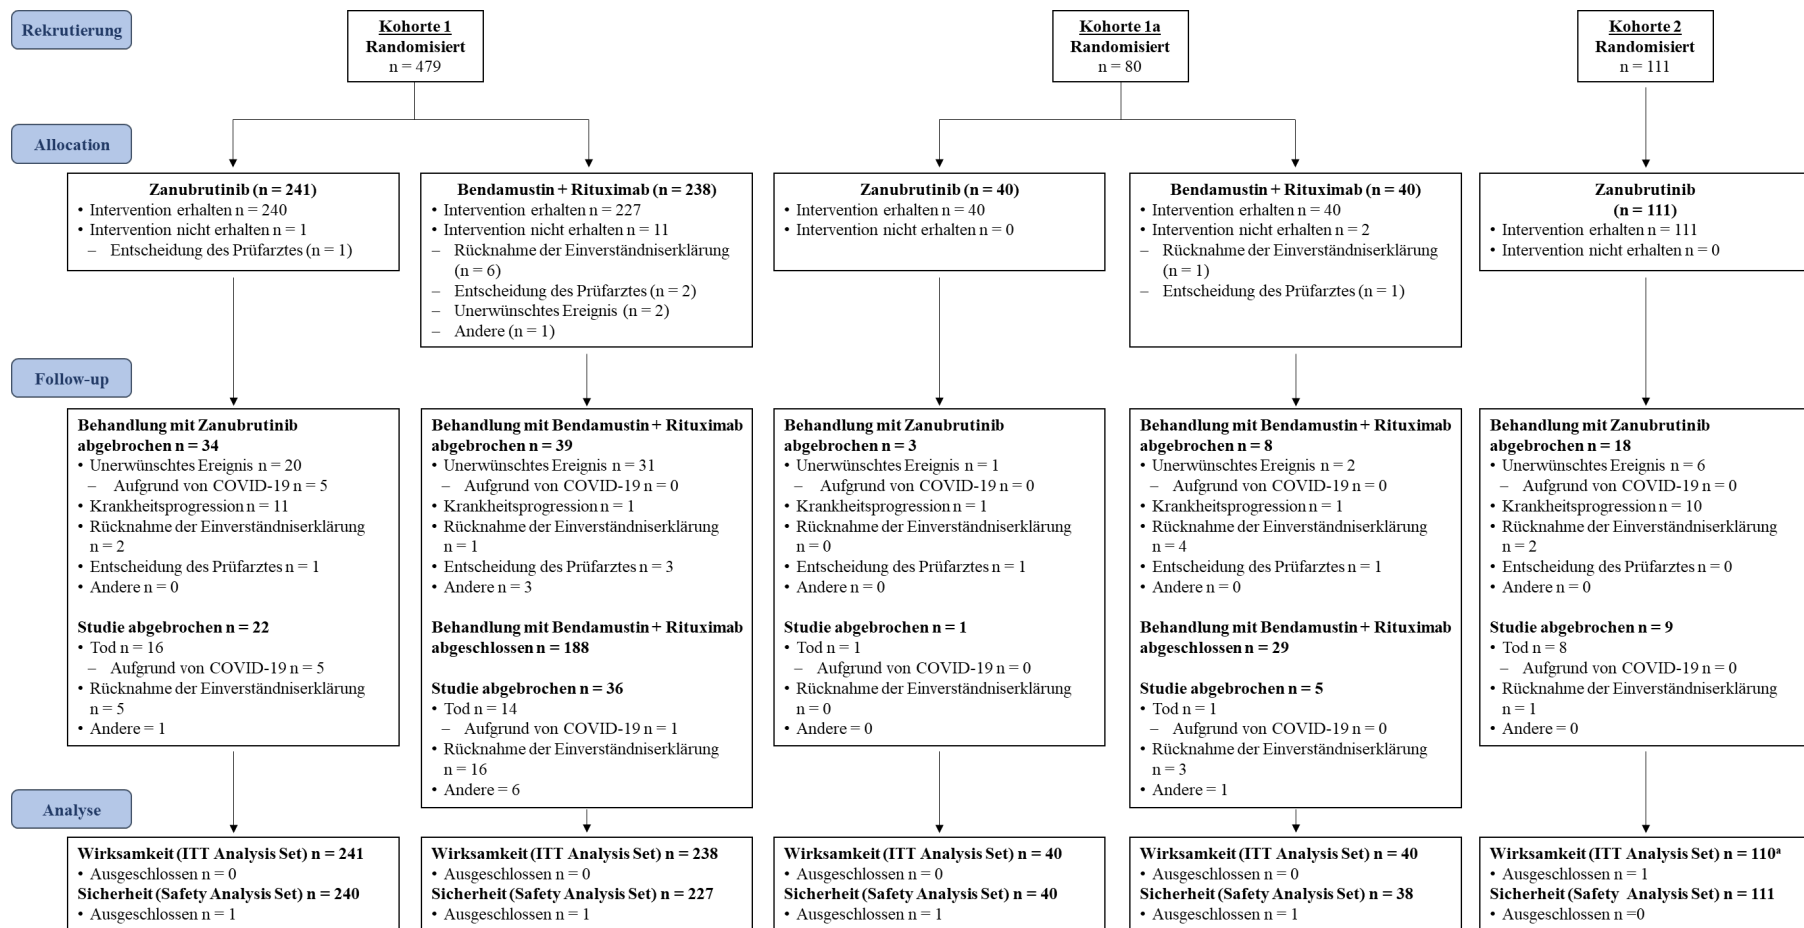 Rekrutierung
Kohorte 1
Randomisiert
n = 479
Kohorte 1a
Randomisiert
n = 80
Kohorte 2
Randomisiert
n = 111
Allocation
Zanubrutinib (n = 241)
• Intervention erhalten n = 240
• Intervention nicht erhalten n = 1
– Entscheidung des Prüfarztes (n = 1)
Bendamustin + Rituximab (n = 238)
• Intervention erhalten n = 227
• Intervention nicht erhalten n = 11
– Rücknahme der Einverständniserklärung
(n = 6)
– Entscheidung des Prüfarztes (n = 2)
– Unerwünschtes Ereignis (n = 2)
– Andere (n = 1)
Zanubrutinib (n = 40)
• Intervention erhalten n = 40
• Intervention nicht erhalten n = 0
Bendamustin + Rituximab (n = 40)
• Intervention erhalten n = 40
• Intervention nicht erhalten n = 2
– Rücknahme der Einverständniserklärung
(n = 1)
– Entscheidung des Prüfarztes (n = 1)
Zanubrutinib
(n = 111)
• Intervention erhalten n = 111
• Intervention nicht erhalten n = 0
Follow-up
Behandlung mit Zanubrutinib
abgebrochen n = 34
• Unerwünschtes Ereignis n = 20
– Aufgrund von COVID-19 n = 5
• Krankheitsprogression n = 11
• Rücknahme der Einverständniserklärung
n = 2
• Entscheidung des Prüfarztes n = 1
• Andere n = 0
Studie abgebrochen n = 22
• Tod n = 16
– Aufgrund von COVID-19 n = 5
• Rücknahme der Einverständniserklärung
n = 5
• Andere = 1
Behandlung mit Bendamustin + Rituximab
abgebrochen n = 39
• Unerwünschtes Ereignis n = 31
– Aufgrund von COVID-19 n = 0
• Krankheitsprogression n = 1
• Rücknahme der Einverständniserklärung
n = 1
• Entscheidung des Prüfarztes n = 3
• Andere n = 3
Behandlung mit Bendamustin + Rituximab
abgeschlossen n = 188
Studie abgebrochen n = 36
• Tod n = 14
– Aufgrund von COVID-19 n = 1
• Rücknahme der Einverständniserklärung
n = 16
• Andere = 6
Behandlung mit Zanubrutinib
abgebrochen n = 3
• Unerwünschtes Ereignis n = 1
– Aufgrund von COVID-19 n = 0
• Krankheitsprogression n = 1
• Rücknahme der Einverständniserklärung
n = 0
• Entscheidung des Prüfarztes n = 1
• Andere n = 0
Studie abgebrochen n = 1
• Tod n = 1
– Aufgrund von COVID-19 n = 0
• Rücknahme der Einverständniserklärung
n = 0
• Andere = 0
Behandlung mit Bendamustin + Rituximab
abgebrochen n = 8
• Unerwünschtes Ereignis n = 2
– Aufgrund von COVID-19 n = 0
• Krankheitsprogression n = 1
• Rücknahme der Einverständniserklärung
n = 4
• Entscheidung des Prüfarztes n = 1
• Andere n = 0
Behandlung mit Bendamustin + Rituximab
abgeschlossen n = 29
Studie abgebrochen n = 5
• Tod n = 1
– Aufgrund von COVID-19 n = 0
• Rücknahme der Einverständniserklärung
n = 3
• Andere = 1
Behandlung mit Zanubrutinib
abgebrochen n = 18
• Unerwünschtes Ereignis n = 6
– Aufgrund von COVID-19 n = 0
• Krankheitsprogression n = 10
• Rücknahme der Einverständniserklärung
n = 2
• Entscheidung des Prüfarztes n = 0
• Andere n = 0
Studie abgebrochen n = 9
• Tod n = 8
– Aufgrund von COVID-19 n = 0
• Rücknahme der Einverständniserklärung
n = 1
• Andere = 0
Analyse
Wirksamkeit (ITT Analysis Set) n = 241
• Ausgeschlossen n = 0
Sicherheit (Safety Analysis Set) n = 240
• Ausgeschlossen n = 1
Wirksamkeit (ITT Analysis Set) n = 238
• Ausgeschlossen n = 0
Sicherheit (Safety Analysis Set) n = 227
• Ausgeschlossen n = 1
Wirksamkeit (ITT Analysis Set) n = 40
• Ausgeschlossen n = 0
Sicherheit (Safety Analysis Set) n = 40
• Ausgeschlossen n = 1
Wirksamkeit (ITT Analysis Set) n = 40
• Ausgeschlossen n = 0
Sicherheit (Safety Analysis Set) n = 38
• Ausgeschlossen n = 1
Wirksamkeit (ITT Analysis Set) n = 110ª
• Ausgeschlossen n = 1
Sicherheit (Safety Analysis Set) n = 111
• Ausgeschlossen n =0